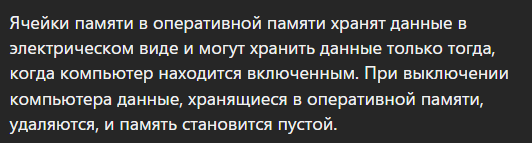 Ячейки памяти в оперативной памяти хранят данные в
электрическом виде и могут хранить данные только тогда,
когда компьютер находится включенным. При выключении
компьютера данные, хранящиеся в оперативной памяти,
удаляются, и память становится пустой.